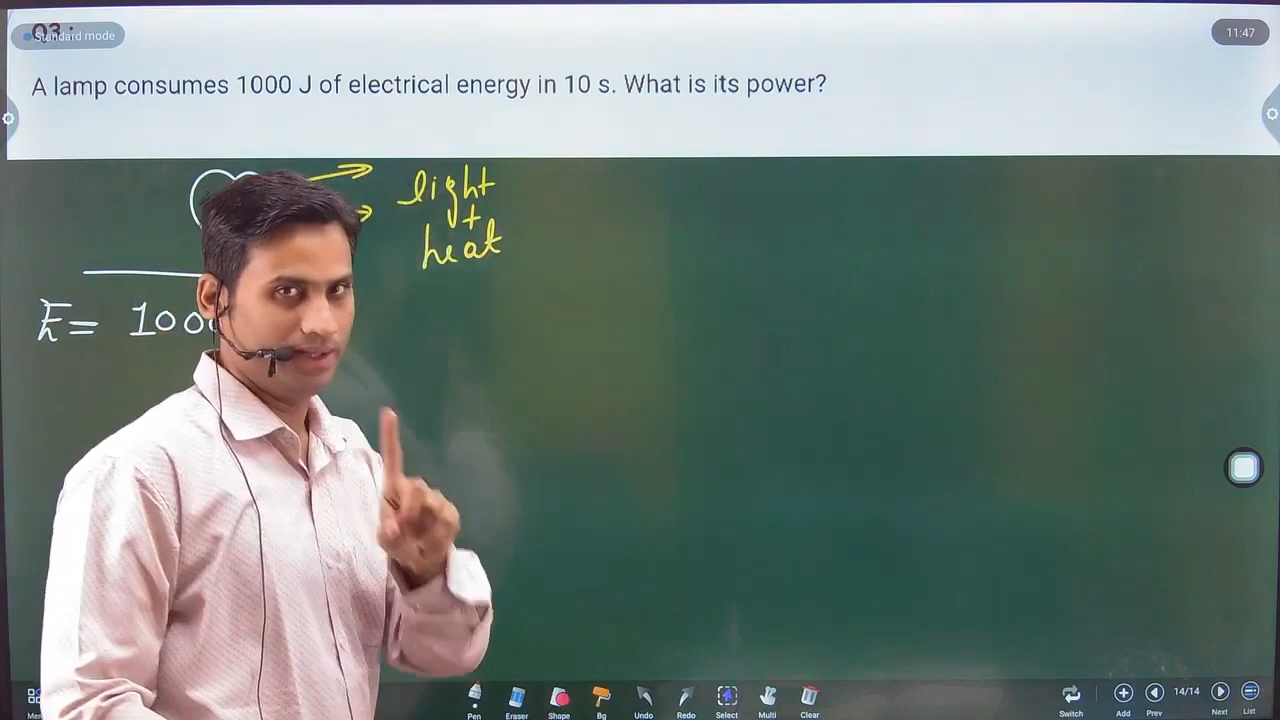 Q3:
Standard mode
11:47
A lamp consumes 1000 J of electrical energy in 10 s. What is its power?
light
+
heat
E = 100
Pen Eraser Shape Bg Undo Redo Select Multi Clear Switch Add Prev 14/14 Next List